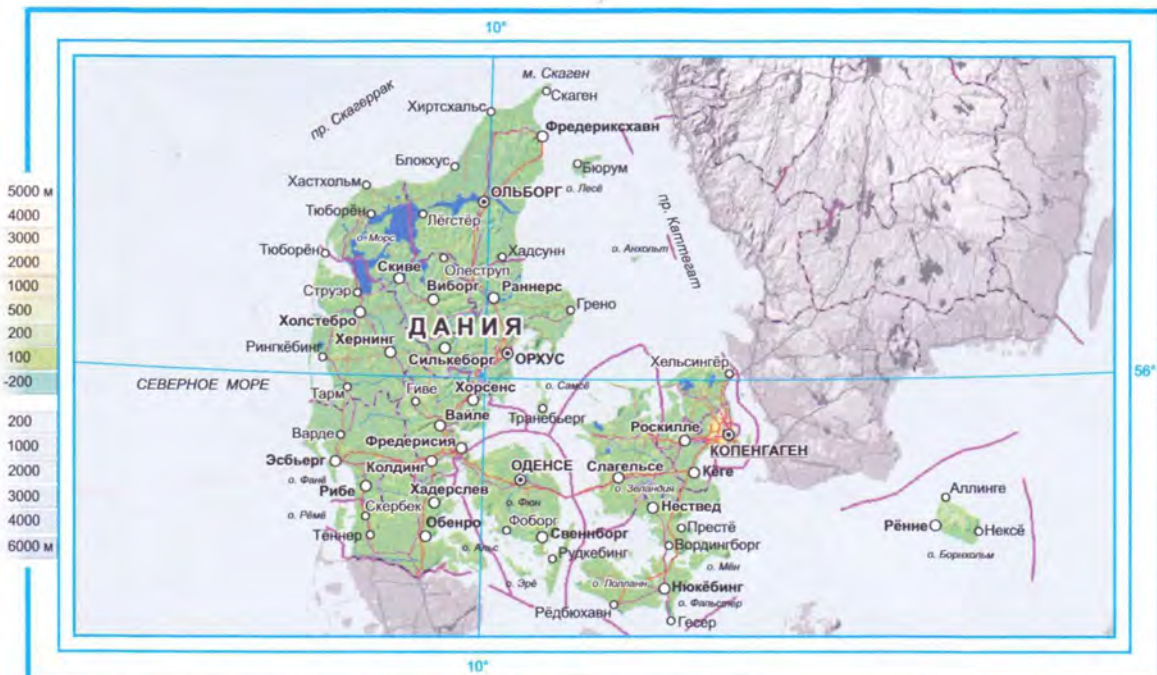 10°
м. Скаген
Скаген
пр. Скагеррак
Хиртсхальс
Фредериксхавн
Блокхус
Бюрум
Хастхольм
ОЛЬБОРГ
о. Лесё
Тюборён
Лёгстёр
пр. Каттегат
о. Морс
Тюборён
Хадсунн
о. Анхольт
Олеструп
Скиве
Струэр
Виборг
Раннерс
Грено
Холстебро
ДАНИЯ
Хернинг
Рингкёбинг
Силькеборг
ОРХУС
Хельсингёр
56°
СЕВЕРНОЕ МОРЕ
Тарм
Гиве
Хорсенс
о. Самсё
Транебьерг
Вайле
Варде
Фредерисия
Роскилле
КОПЕНГАГЕН
Эсбьерг
Колдинг
ОДЕНСЕ
Слагельсе
Кёге
о. Фанё
Рибе
Хадерслев
о. Зеландия
Аллинге
Скербек
о. Фюн
Нествед
о. Рёмё
Фоборг
Престё
Рённе
Нексё
Тённер
Обенро
Свеннборг
Вордингборг
о. Альс
Рудкебинг
о. Борнхольм
о. Мён
о. Эрё
о. Лолланн
Нюкёбинг
Рёдбюхавн
о. Фальстер
Гесер
10°
5000 м
4000
3000
2000
1000
500
200
100
-200
200
1000
2000
3000
4000
6000 м